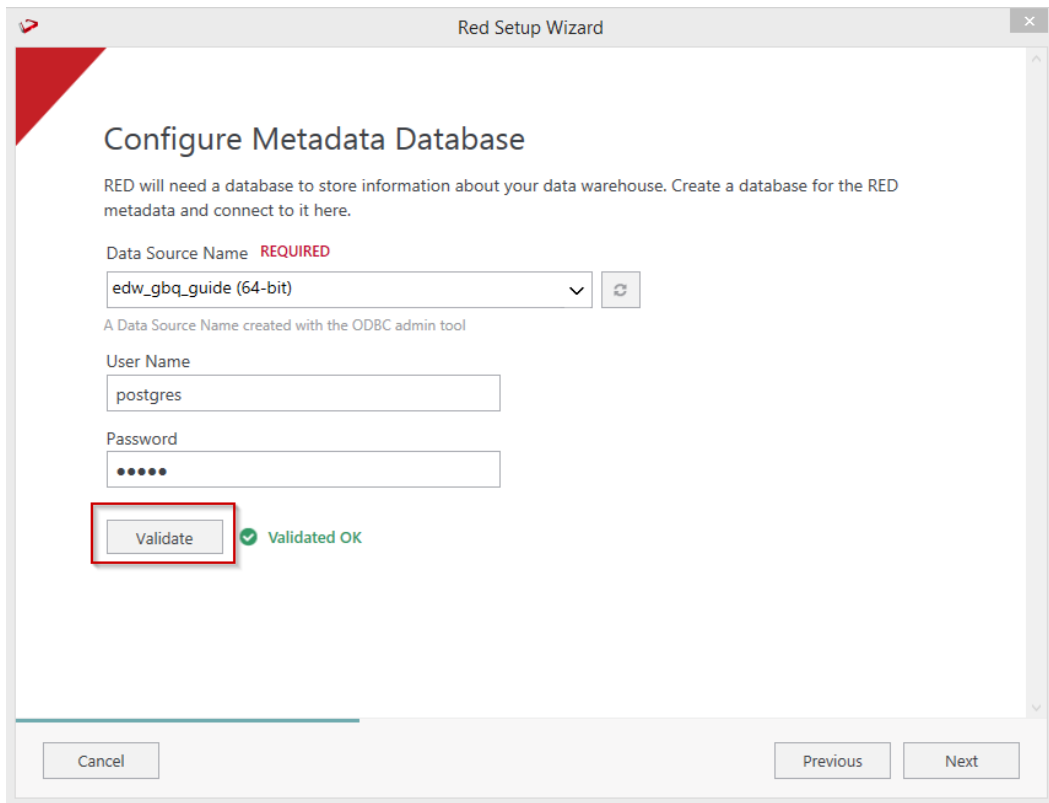 Red Setup Wizard
Configure Metadata Database
RED will need a database to store information about your data warehouse. Create a database for the RED
metadata and connect to it here.
Data Source Name REQUIRED
edw_gbq_guide (64-bit)
A Data Source Name created with the ODBC admin tool
User Name
postgres
Password
•••••
Validate Validated OK
Cancel Previous Next